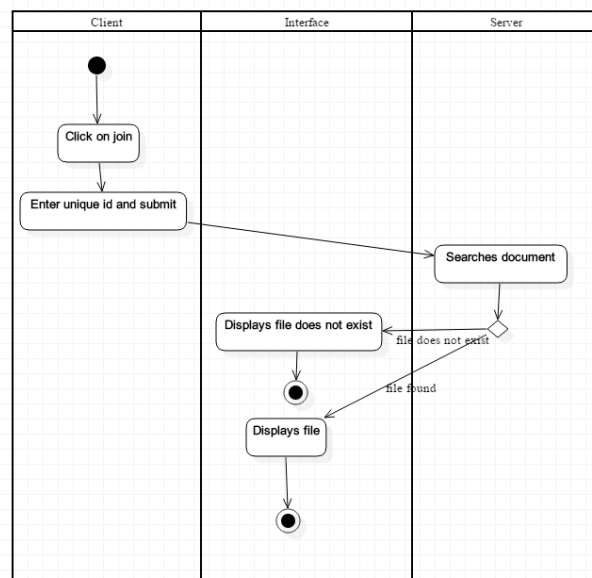 Client
Interface
Server
Click on join
Enter unique id and submit
Searches document
Displays file does not exist
file does not exist
file found
Displays file